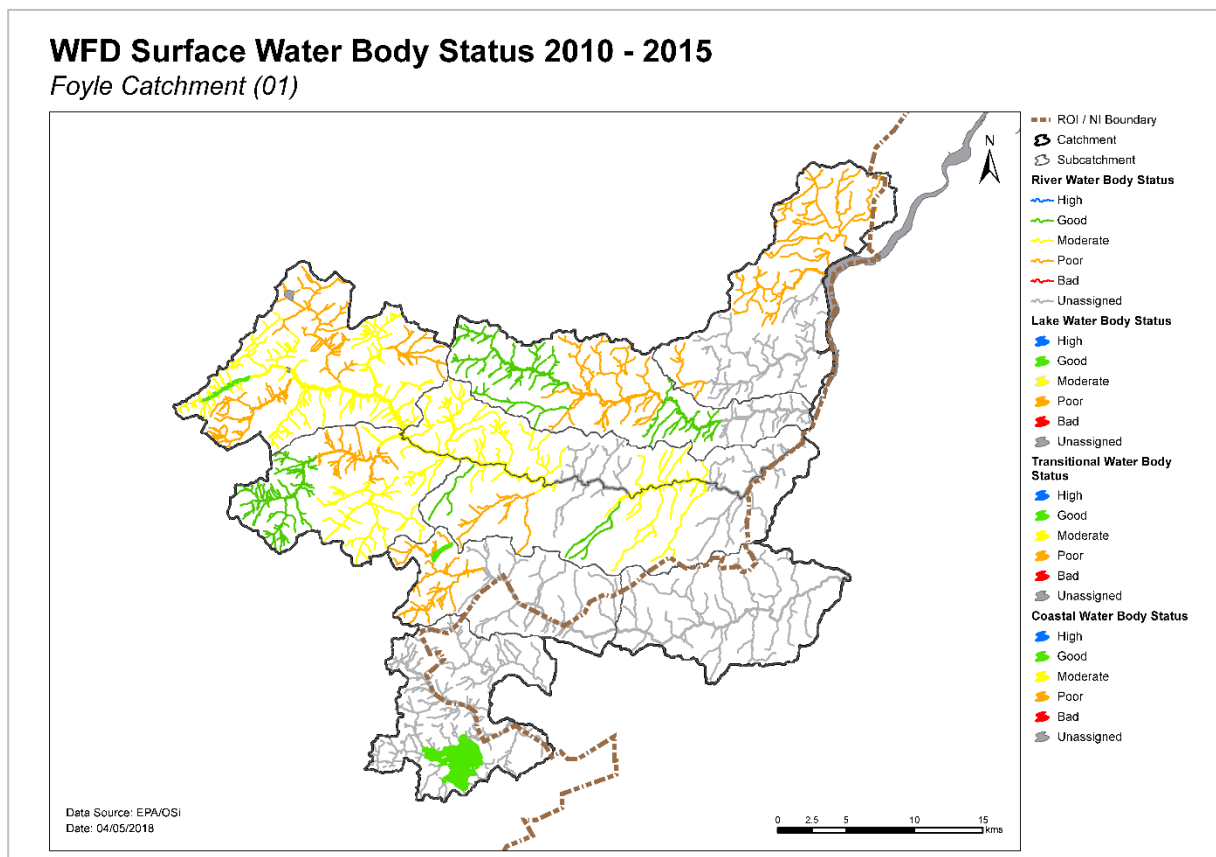 WFD Surface Water Body Status 2010 - 2015
Foyle Catchment (01)
N
ROI / NI Boundary
Catchment
Subcatchment
River Water Body Status
High
Good
Moderate
Poor
Bad
Unassigned
Lake Water Body Status
High
Good
Moderate
Poor
Bad
Unassigned
Transitional Water Body
Status
High
Good
Moderate
Poor
Bad
Unassigned
Coastal Water Body Status
High
Good
Moderate
Poor
Bad
Unassigned
Data Source: EPA/OSi
Date: 04/05/2018
0 2.5 5 10 15
kms